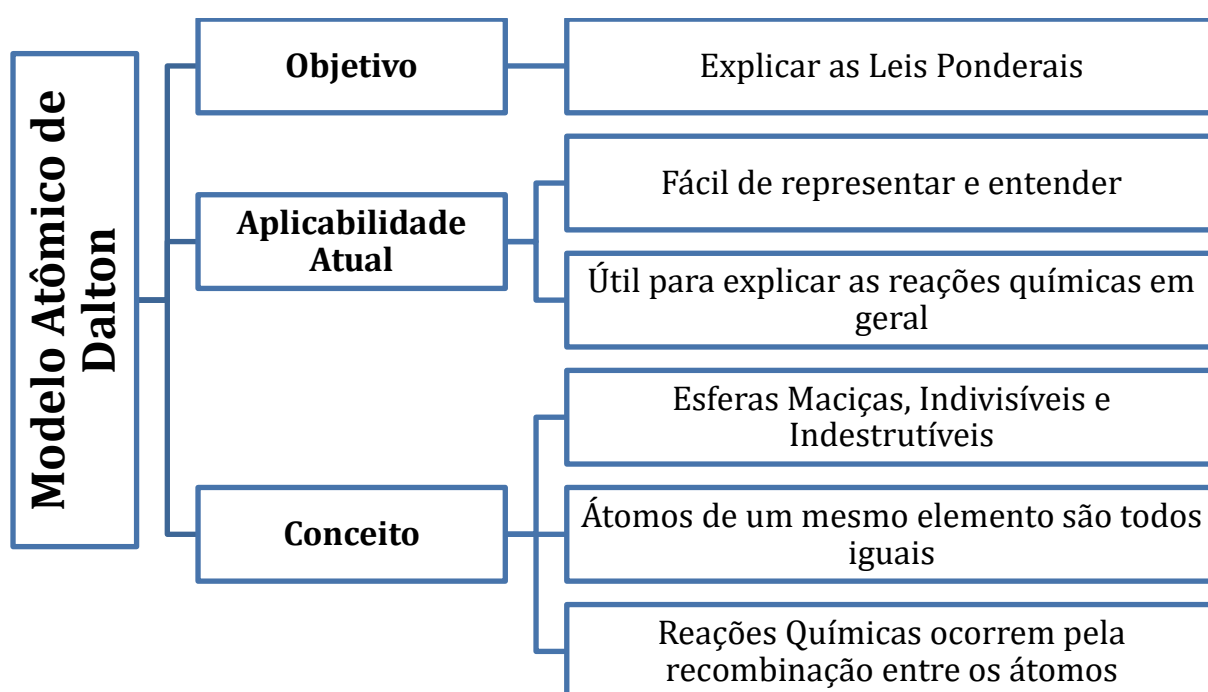 Modelo Atômico de
Dalton
Objetivo
Explicar as Leis Ponderais
Aplicabilidade
Atual
Fácil de representar e entender
Útil para explicar as reações químicas em
geral
Conceito
Esferas Maciças, Indivisíveis e
Indestrutíveis
Átomos de um mesmo elemento são todos
iguais
Reações Químicas ocorrem pela
recombinação entre os átomos